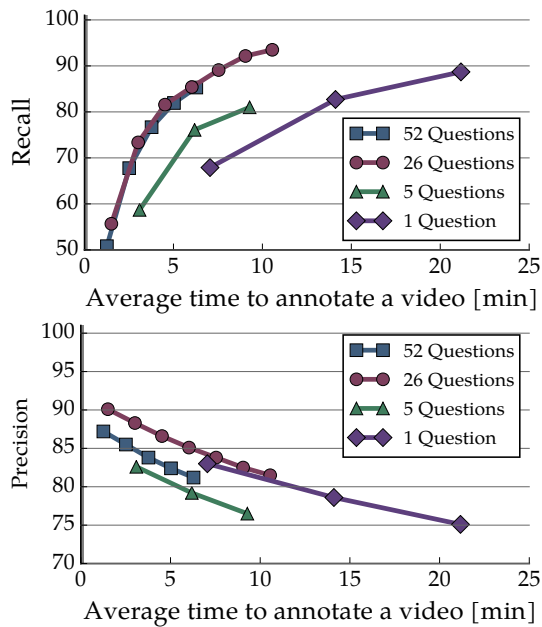 100
90
80
70
60
50
Recall
52 Questions
26 Questions
5 Questions
1 Question
0 5 10 15 20 25
Average time to annotate a video [min]
100
95
90
85
80
75
70
Precision
52 Questions
26 Questions
5 Questions
1 Question
0 5 10 15 20 25
Average time to annotate a video [min]